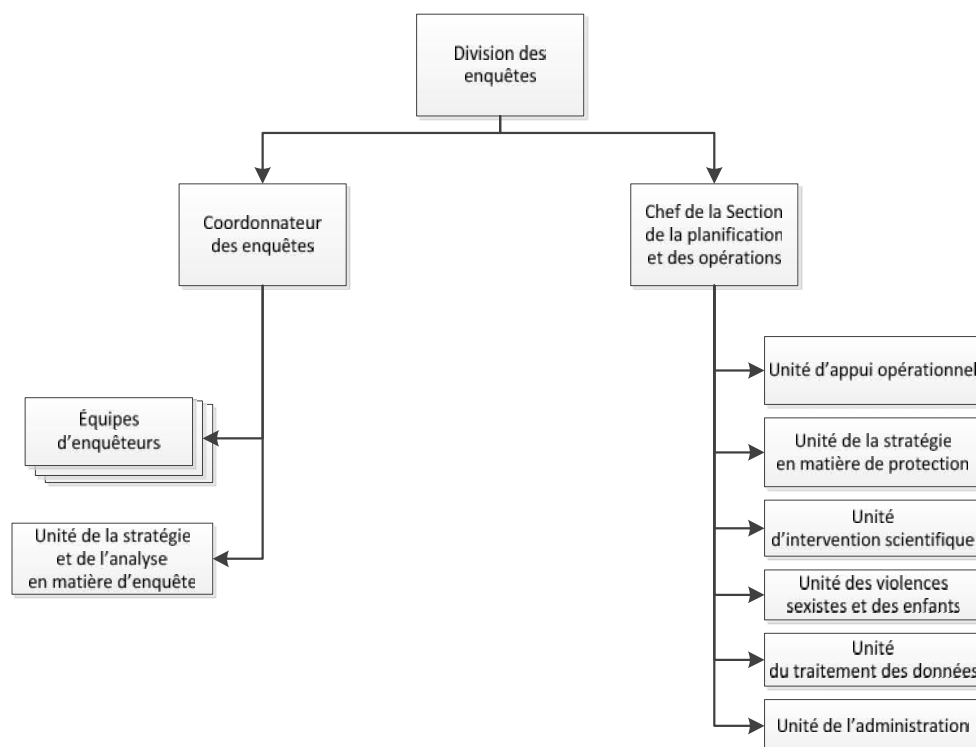 Division des
enquêtes
Coordonnateur
des enquêtes
Chef de la Section
de la planification
et des opérations
Équipes
d’enquêteurs
Unité de la stratégie
et de l’analyse
en matière d’enquête
Unité d’appui opérationnel
Unité de la stratégie
en matière de protection
Unité
d’intervention scientifique
Unité des violences
sexistes et des enfants
Unité
du traitement des données
Unité de l’administration